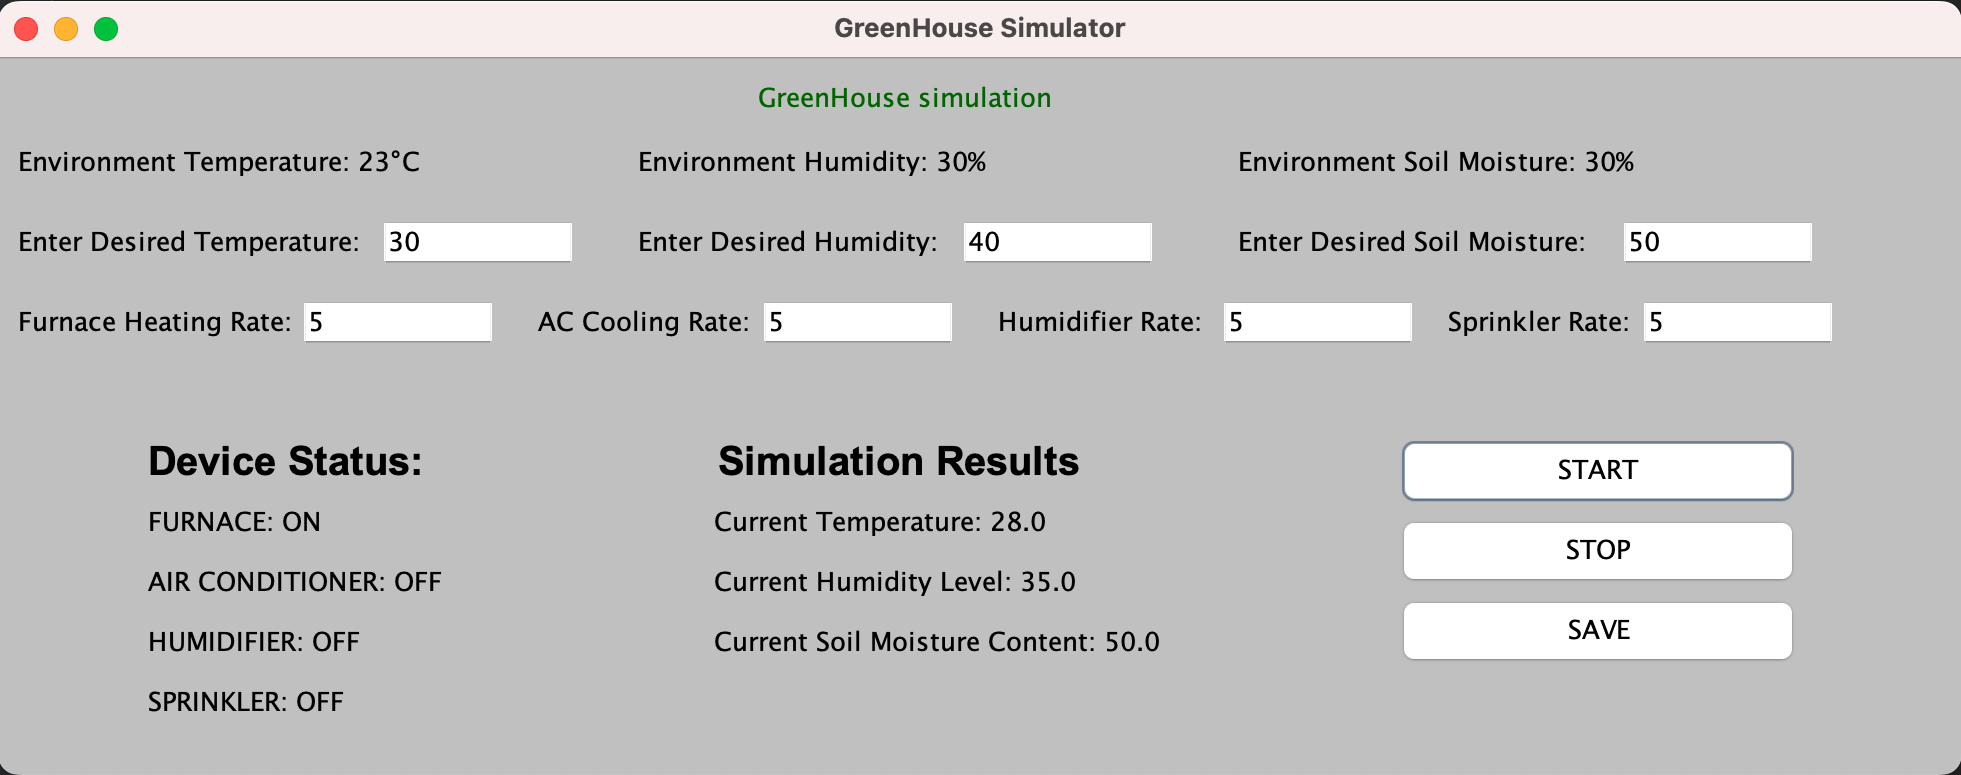 GreenHouse Simulator
GreenHouse simulation
Environment Temperature: 23°C Environment Humidity: 30% Environment Soil Moisture: 30%
Enter Desired Temperature: 30 Enter Desired Humidity: 40 Enter Desired Soil Moisture: 50
Furnace Heating Rate: 5 AC Cooling Rate: 5 Humidifier Rate: 5 Sprinkler Rate: 5
Device Status:
FURNACE: ON
AIR CONDITIONER: OFF
HUMIDIFIER: OFF
SPRINKLER: OFF
Simulation Results
Current Temperature: 28.0
Current Humidity Level: 35.0
Current Soil Moisture Content: 50.0
START
STOP
SAVE